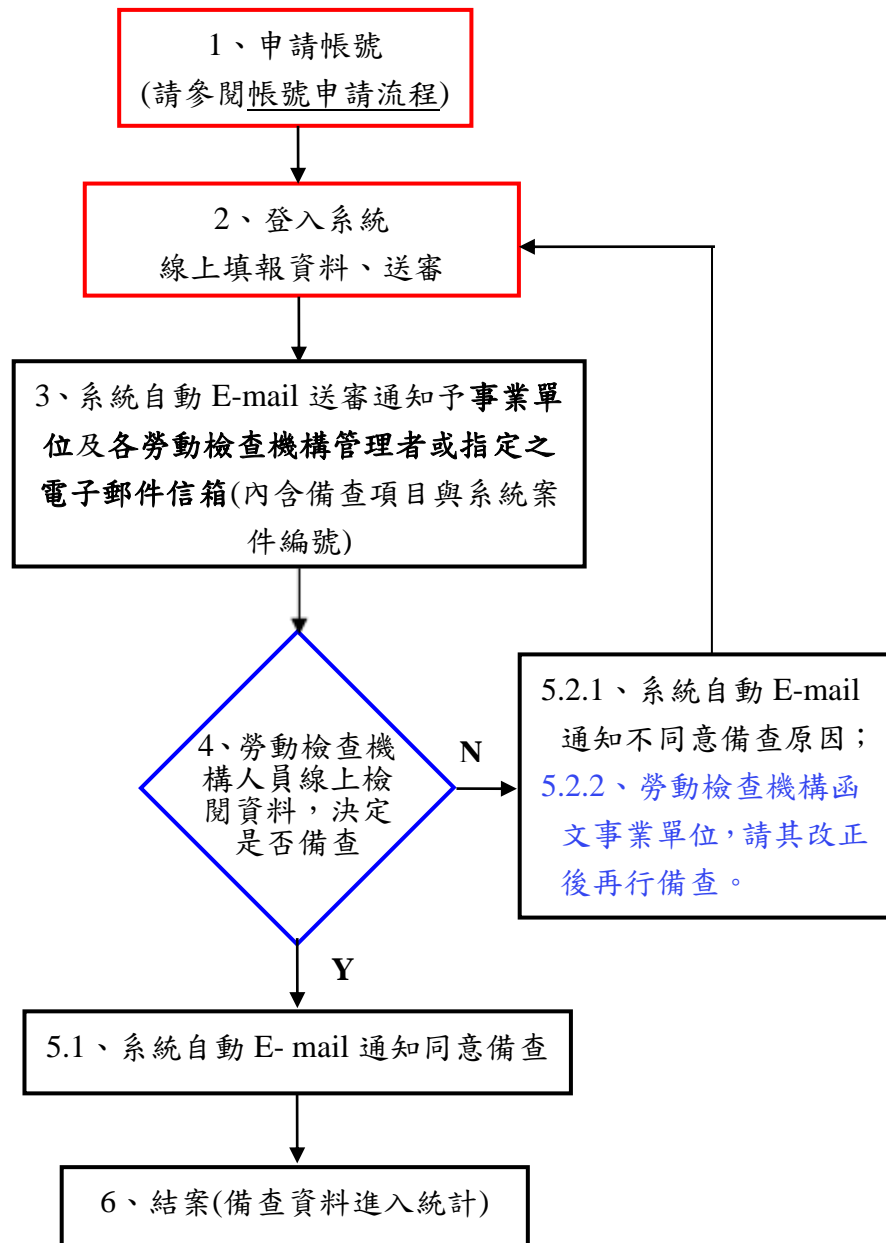 1、申請帳號
(請參閱帳號申請流程)
2、登入系統
線上填報資料、送審
3、系統自動 E-mail 送審通知予事業單
位及各勞動檢查機構管理者或指定之
電子郵件信箱(內含備查項目與系統案
件編號)
4、勞動檢查機
構人員線上檢
閱資料，決定
是否備查
N
5.2.1、系統自動 E-mail
通知不同意備查原因；
5.2.2、勞動檢查機構函
文事業單位，請其改正
後再行備查。
Y
5.1、系統自動 E- mail 通知同意備查
6、結案(備查資料進入統計)